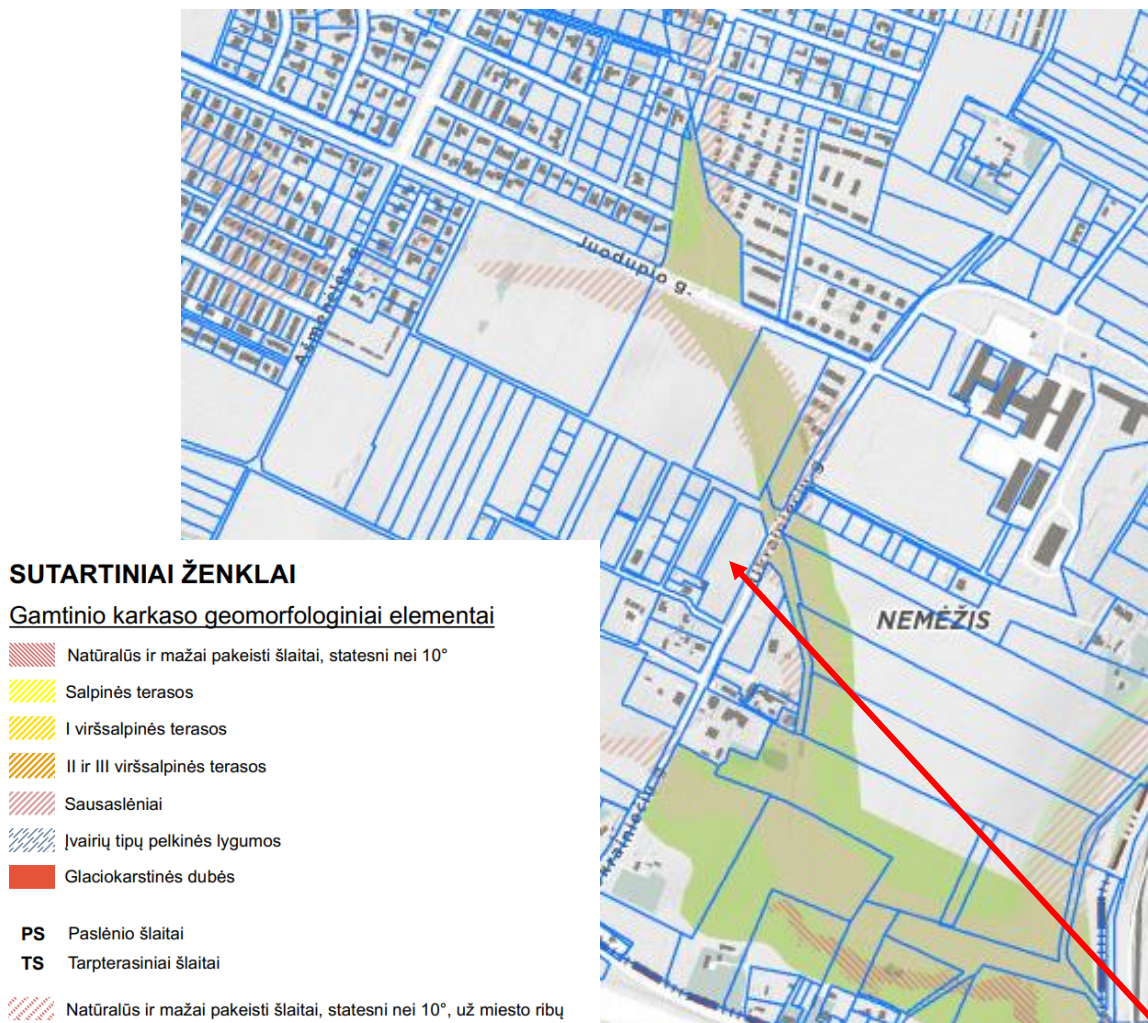 Juodupio g.
Ašmenėlės g.
Ukrainiečių g.
NEMĖŽIS
krainiečių g.
SUTARTINIAI ŽENKLAI
Gamtinio karkaso geomorfologiniai elementai
Natūralūs ir mažai pakeisti šlaitai, statesni nei 10°
Salpinės terasos
I viršsalpinės terasos
II ir III viršsalpinės terasos
Sausaslėniai
Įvairių tipų pelkinės lygumos
Glaciokarstinės dubės
PS Paslėnio šlaitai
TS Tarpterasiniai šlaitai
Natūralūs ir mažai pakeisti šlaitai, statesni nei 10°, už miesto ribų